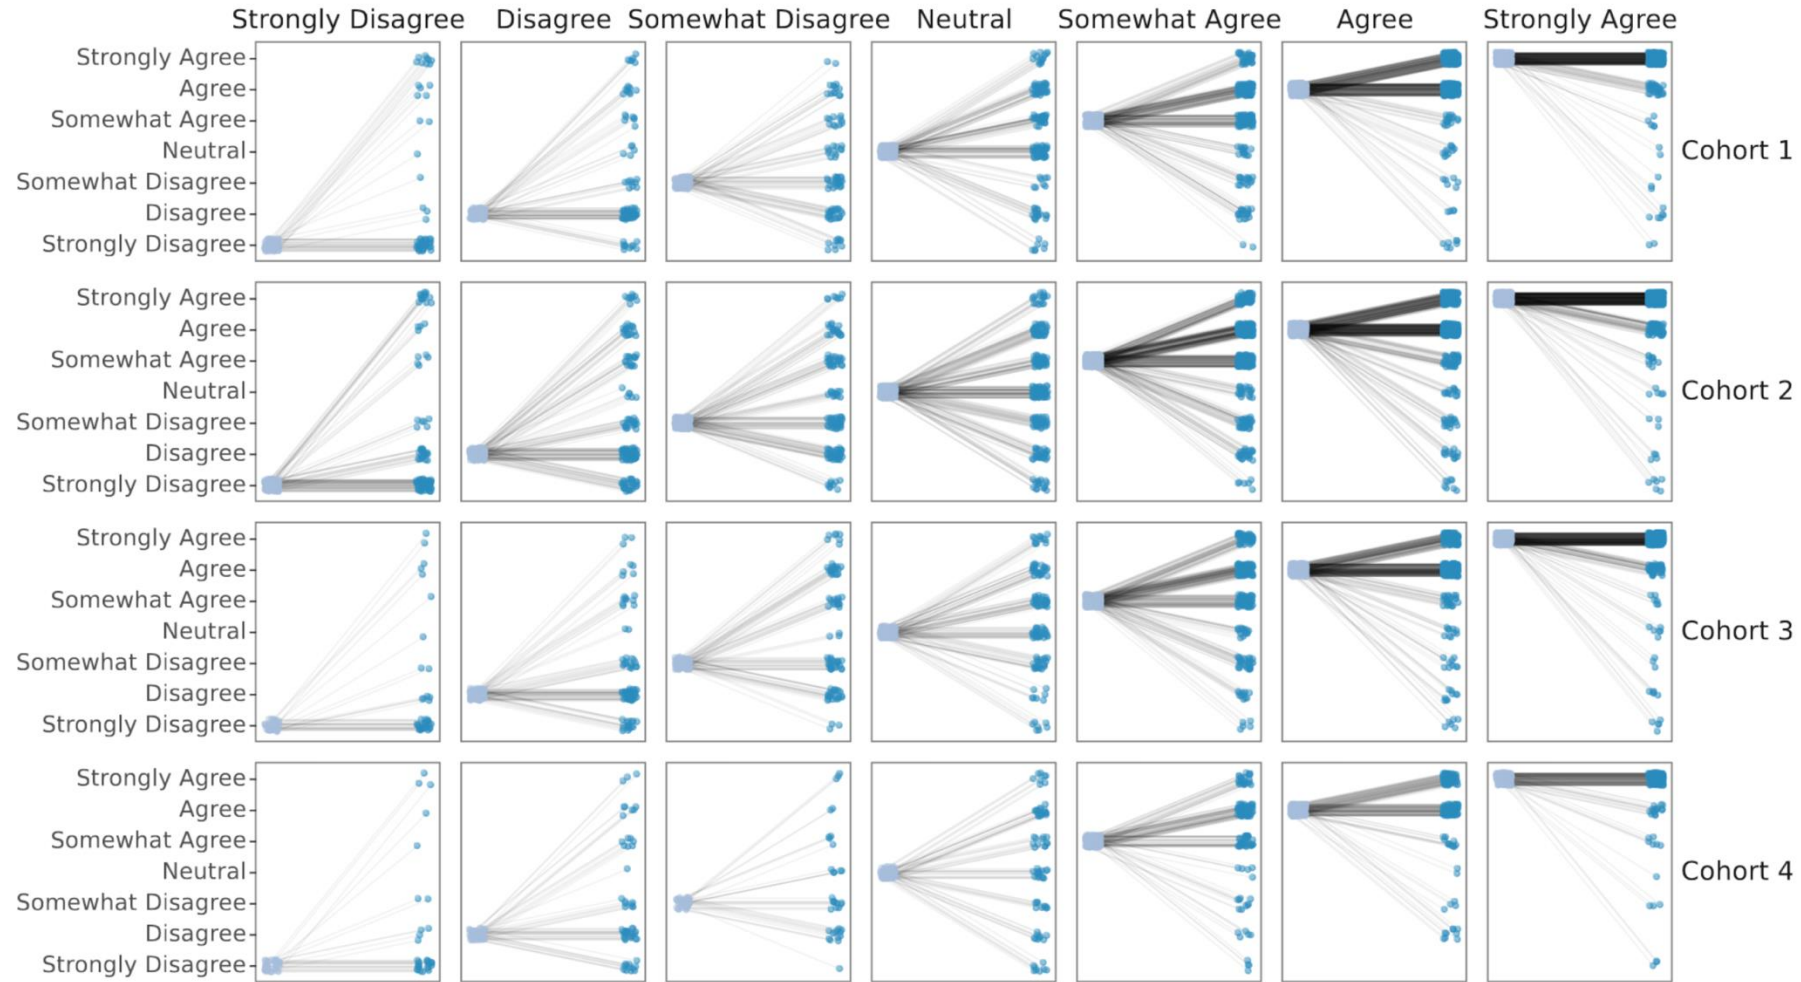 Strongly Disagree Disagree Somewhat Disagree Neutral Somewhat Agree Agree Strongly Agree
Strongly Agree
Agree
Somewhat Agree
Neutral
Somewhat Disagree
Disagree
Strongly Disagree
Cohort 1
Strongly Agree
Agree
Somewhat Agree
Neutral
Somewhat Disagree
Disagree
Strongly Disagree
Cohort 2
Strongly Agree
Agree
Somewhat Agree
Neutral
Somewhat Disagree
Disagree
Strongly Disagree
Cohort 3
Strongly Agree
Agree
Somewhat Agree
Neutral
Somewhat Disagree
Disagree
Strongly Disagree
Cohort 4